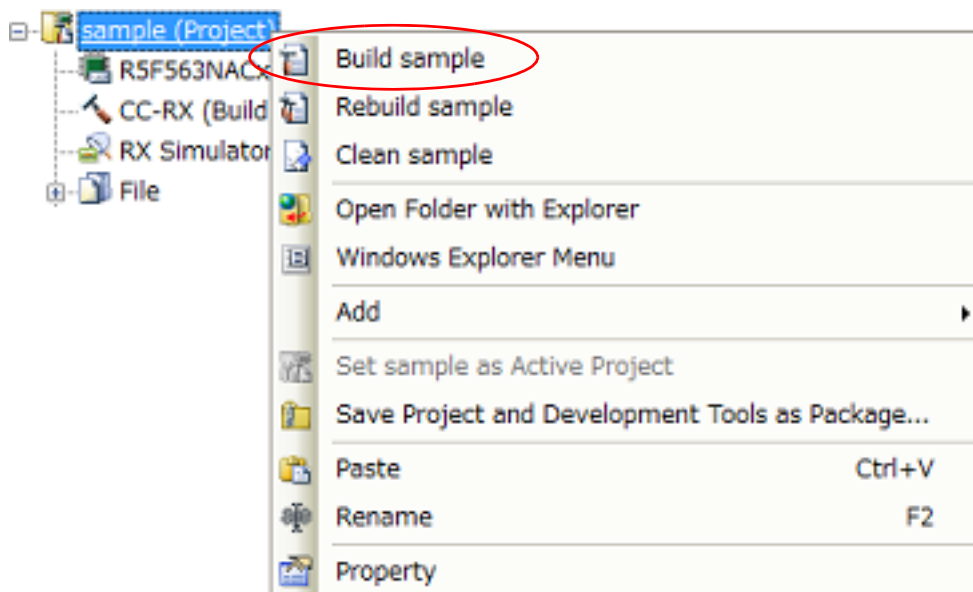 sample (Project)
R5F563NACx
CC-RX (Build
RX Simulator
File
Build sample
Rebuild sample
Clean sample
Open Folder with Explorer
Windows Explorer Menu
Add
Set sample as Active Project
Save Project and Development Tools as Package...
Paste Ctrl+V
Rename F2
Property